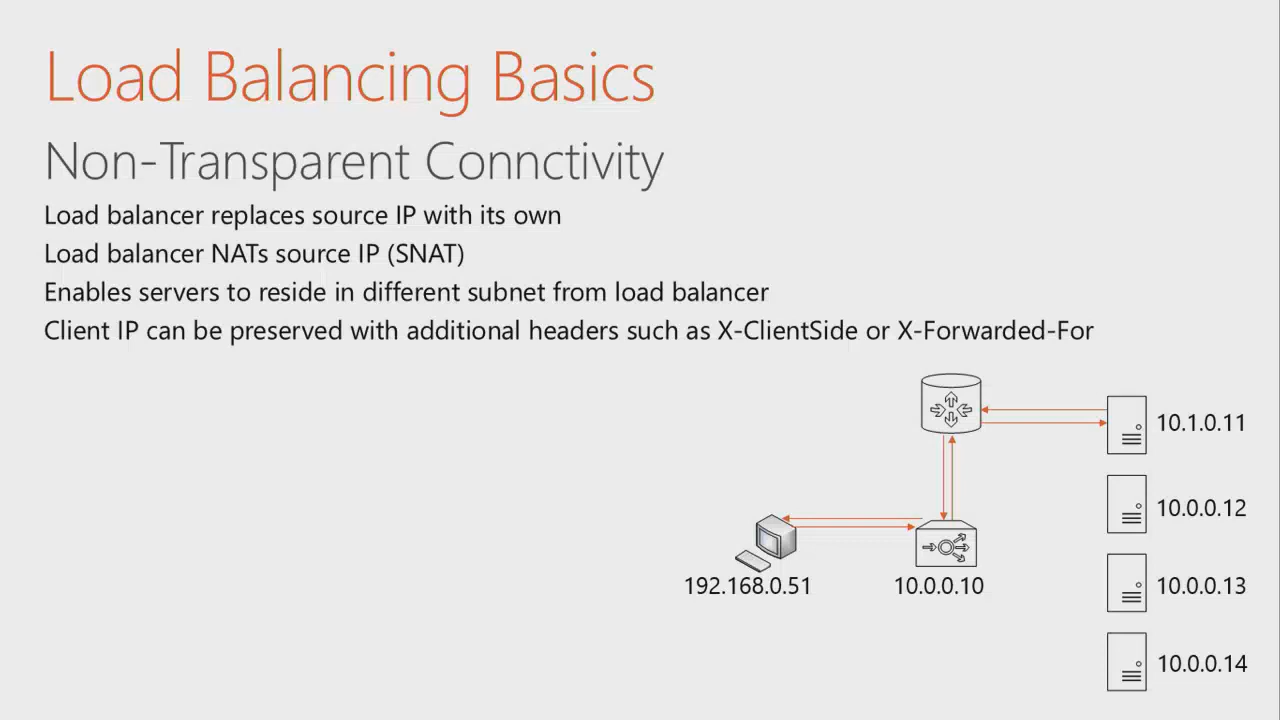 Load Balancing Basics
Non-Transparent Connctivity
Load balancer replaces source IP with its own
Load balancer NATs source IP (SNAT)
Enables servers to reside in different subnet from load balancer
Client IP can be preserved with additional headers such as X-ClientSide or X-Forwarded-For
10.1.0.11
10.0.0.12
192.168.0.51
10.0.0.10
10.0.0.13
10.0.0.14